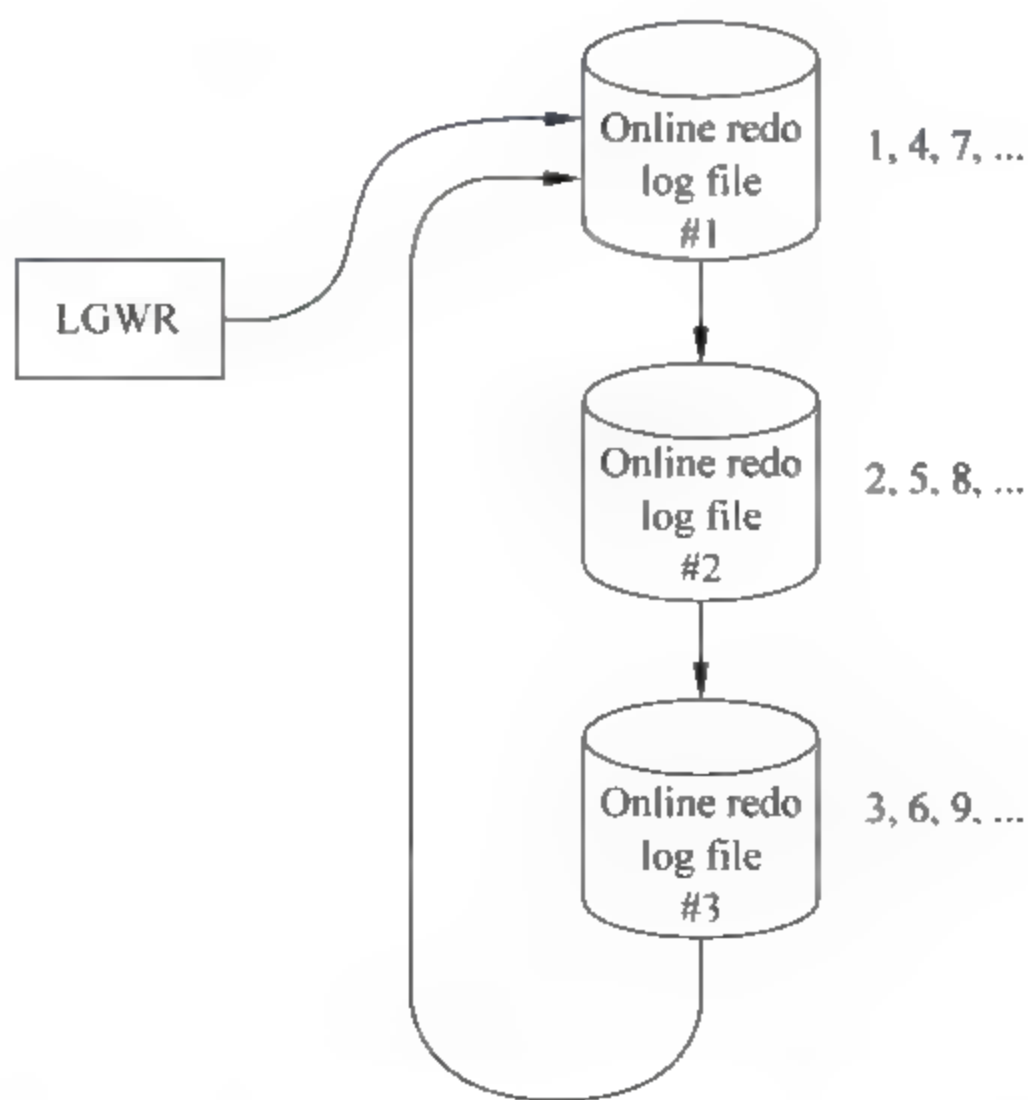 Online redo
log file
#1
1, 4, 7, ...
LGWR
Online redo
log file
#2
2, 5, 8, ...
Online redo
log file
#3
3, 6, 9, ...